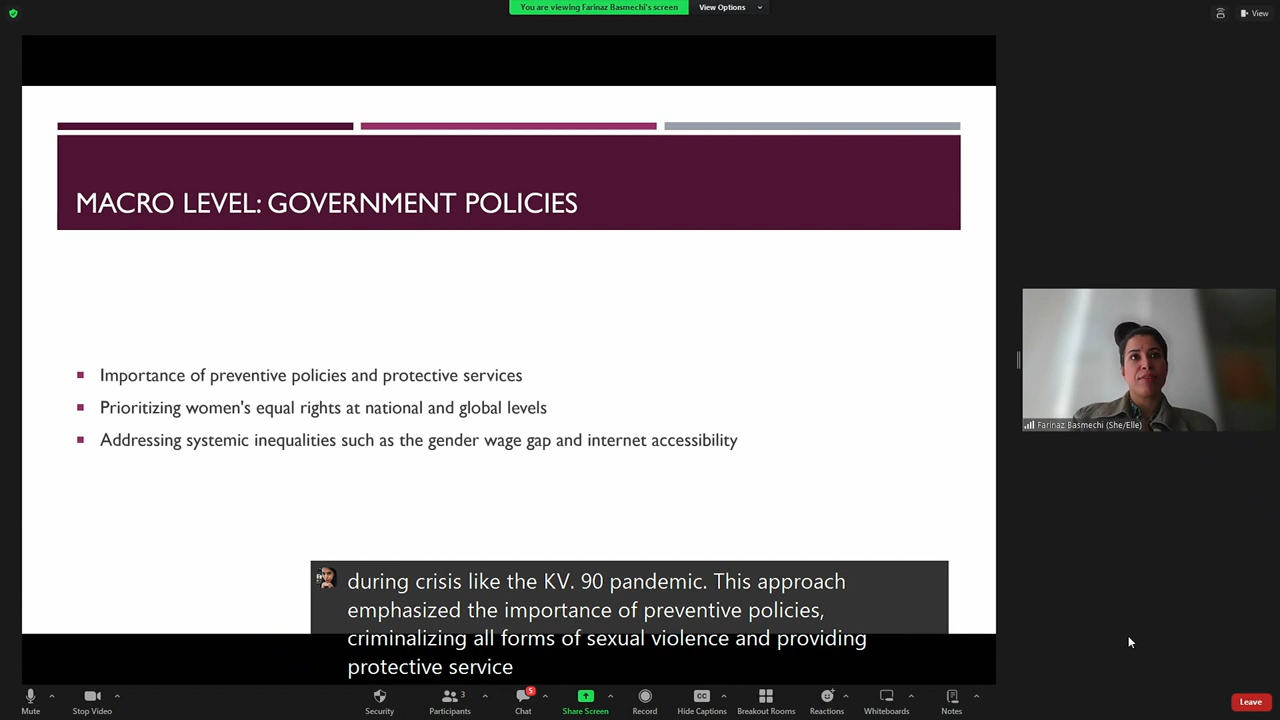 You are viewing Farinaz Basmechi's screen
View Options
View
MACRO LEVEL: GOVERNMENT POLICIES
Importance of preventive policies and protective services
Prioritizing women's equal rights at national and global levels
Addressing systemic inequalities such as the gender wage gap and internet accessibility
Farinaz Basmechi (She/Elle)
during crisis like the KV. 90 pandemic. This approach
emphasized the importance of preventive policies,
criminalizing all forms of sexual violence and providing
protective service
Mute
Stop Video
Security
Participants 3
Chat 5
Share Screen
Record
CC Hide Captions
Breakout Rooms
Reactions
Whiteboards
Notes
Leave